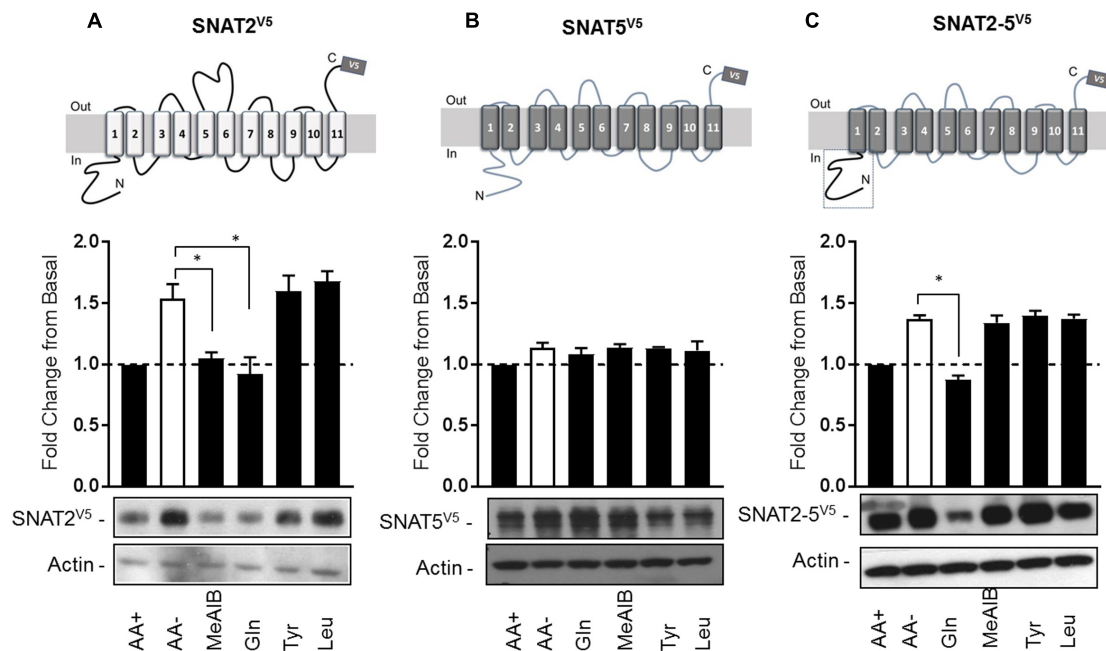 A
SNAT2V5
Out
In
N
C
V5
1 2 3 4 5 6 7 8 9 10 11
Fold Change from Basal
2.0
1.5
1.0
0.5
0.0
*
*
SNAT2V5 -
Actin -
AA+
AA-
MeAIB
Gln
Tyr
Leu
B
SNAT5V5
Out
In
N
C
V5
1 2 3 4 5 6 7 8 9 10 11
Fold Change from Basal
2.0
1.5
1.0
0.5
0.0
SNAT5V5 -
Actin -
AA+
AA-
Gln
MeAIB
Tyr
Leu
C
SNAT2-5V5
Out
In
N
C
V5
1 2 3 4 5 6 7 8 9 10 11
Fold Change from Basal
2.0
1.5
1.0
0.5
0.0
*
SNAT2-5V5 -
Actin -
AA+
AA-
Gln
MeAIB
Tyr
Leu